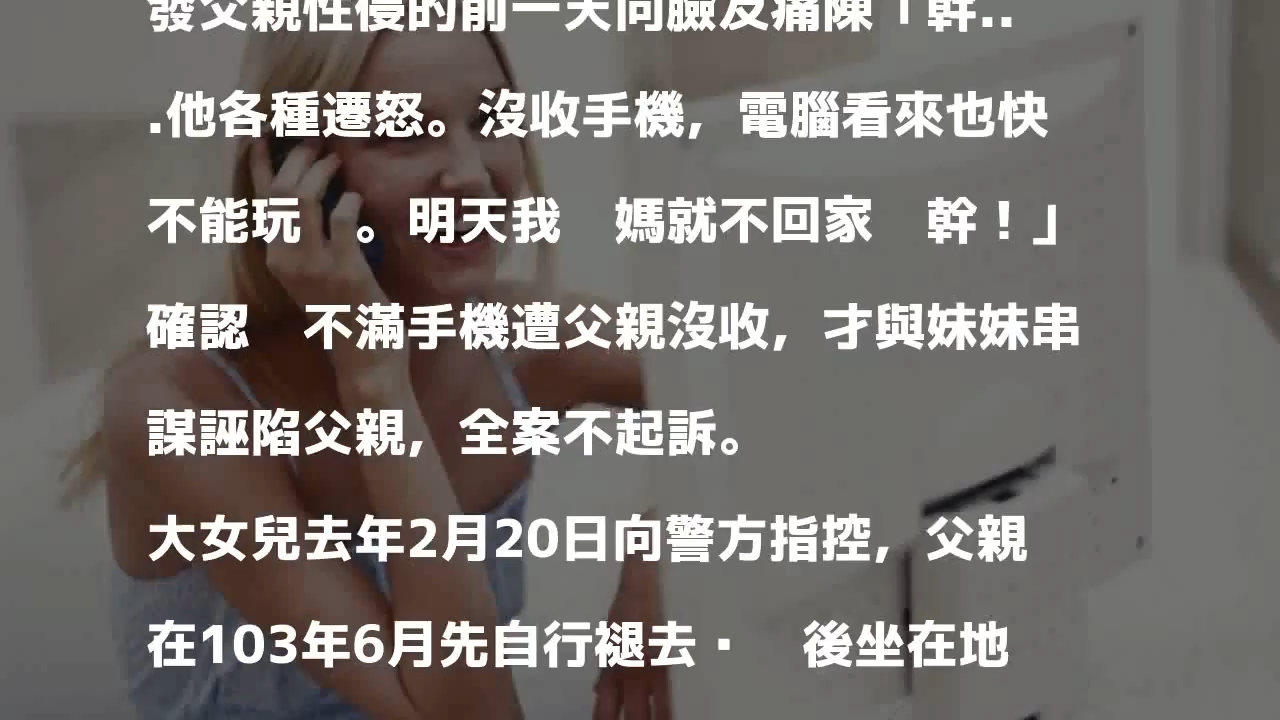 發父親性侵的前一天向臉友痛陳「幹..
.他各種遷怒。沒收手機，電腦看來也快
不能玩　。明天我　媽就不回家　幹！」
確認　不滿手機遭父親沒收，才與妹妹串
謀誣陷父親，全案不起訴。
大女兒去年2月20日向警方指控，父親
在103年6月先自行褪去▪　後坐在地